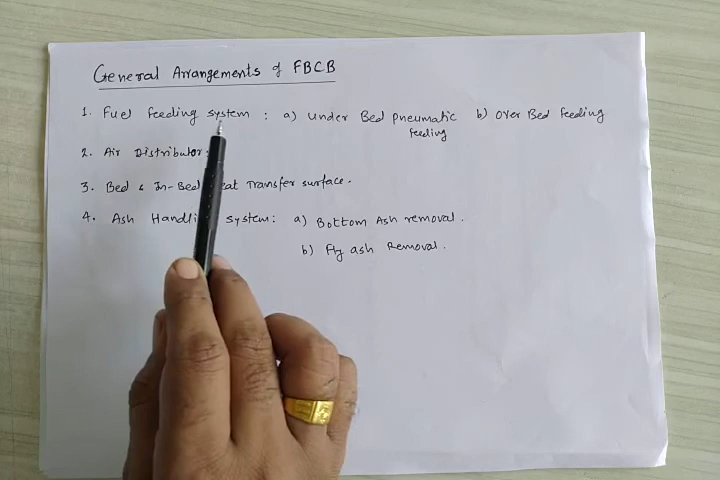 General Arrangements of FBCB
1. Fuel feeding system : a) Under Bed pneumatic feeding b) Over Bed feeding
2. Air Distributor.
3. Bed & In-Bed eat Transfer surface.
4. Ash Handli system: a) Bottom Ash removal.
b) Fly ash Removal.